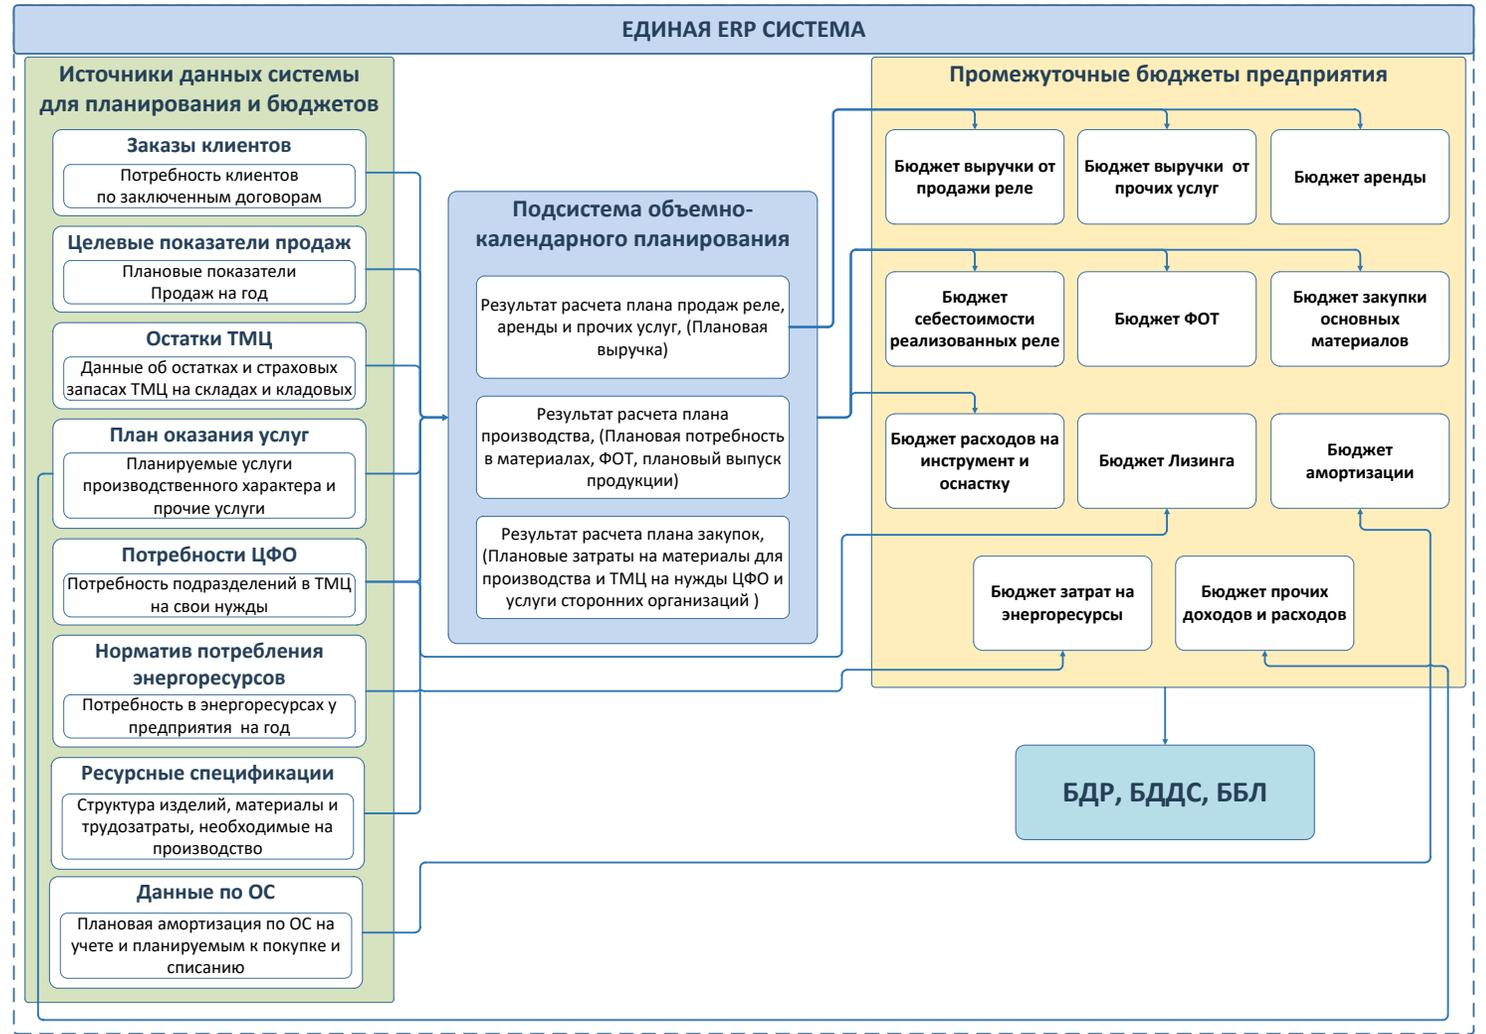 ЕДИНАЯ ERP СИСТЕМА
Источники данных системы
для планирования и бюджетов
Заказы клиентов
Потребность клиентов
по заключенным договорам
Целевые показатели продаж
Плановые показатели
Продаж на год
Остатки ТМЦ
Данные об остатках и страховых
запасах ТМЦ на складах и кладовых
План оказания услуг
Планируемые услуги
производственного характера и
прочие услуги
Потребности ЦФО
Потребность подразделений в ТМЦ
на свои нужды
Норматив потребления
энергоресурсов
Потребность в энергоресурсах у
предприятия  на год
Ресурсные спецификации
Структура изделий, материалы и
трудозатраты, необходимые на
производство
Данные по ОС
Плановая амортизация по ОС на
учете и планируемым к покупке и
списанию
Подсистема объемно-
календарного планирования
Результат расчета плана продаж реле,
аренды и прочих услуг, (Плановая
выручка)
Результат расчета плана
производства, (Плановая потребность
в материалах, ФОТ, плановый выпуск
продукции)
Результат расчета плана закупок,
(Плановые затраты на материалы для
производства и ТМЦ на нужды ЦФО и
услуги сторонних организаций )
Промежуточные бюджеты предприятия
Бюджет выручки от
продажи реле
Бюджет выручки  от
прочих услуг
Бюджет аренды
Бюджет
себестоимости
реализованных реле
Бюджет ФОТ
Бюджет закупки
основных
материалов
Бюджет расходов на
инструмент и
оснастку
Бюджет Лизинга
Бюджет
амортизации
Бюджет затрат на
энергоресурсы
Бюджет прочих
доходов и расходов
БДР, БДДС, ББЛ